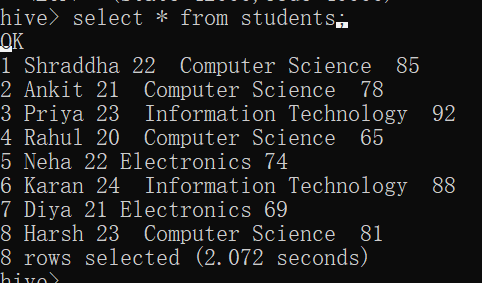 hive> select * from students;
OK
1 Shraddha 22  Computer Science  85
2 Ankit 21  Computer Science  78
3 Priya 23  Information Technology  92
4 Rahul 20  Computer Science  65
5 Neha 22 Electronics 74
6 Karan 24  Information Technology  88
7 Diya 21 Electronics 69
8 Harsh 23  Computer Science  81
8 rows selected (2.072 seconds)
hive>